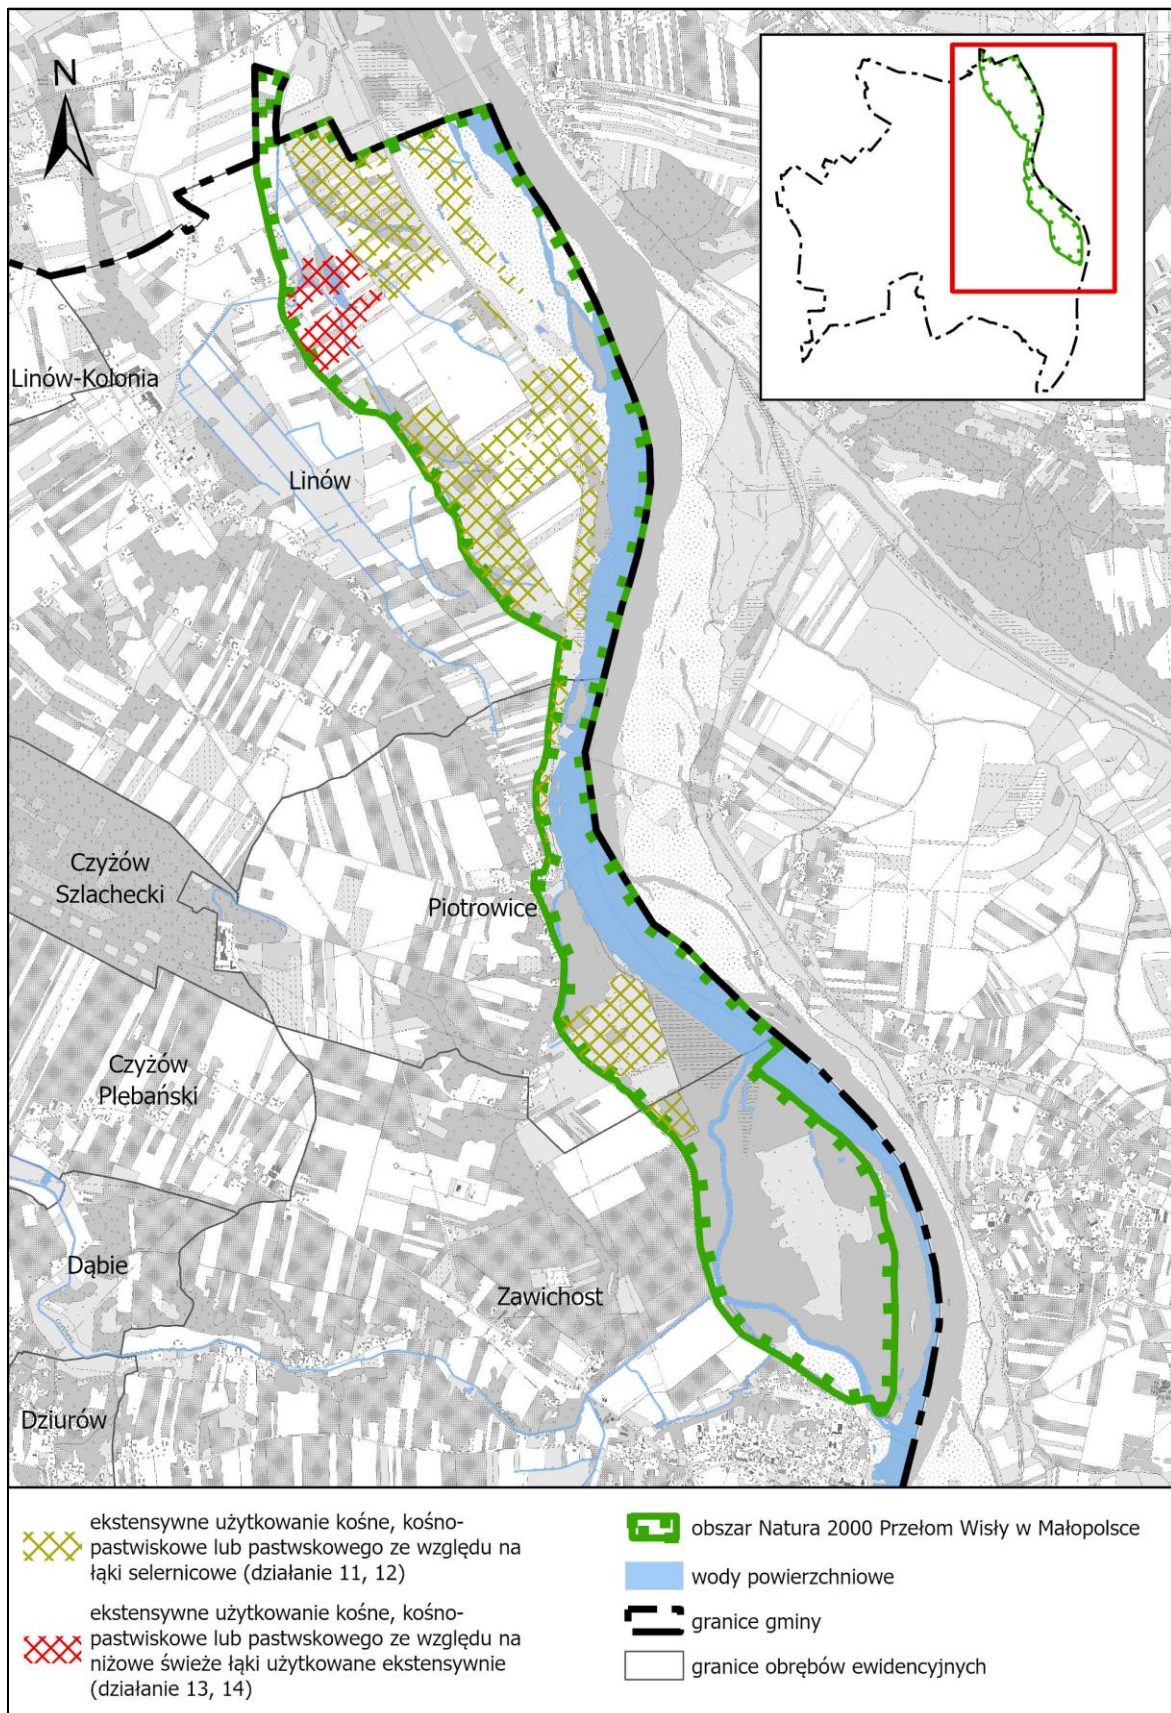 N
Linów-Kolonia
Linów
Czyżów
Szlachecki
Piotrowice
Czyżów
Plebański
Dąbie
Zawichost
Dziurów
ekstensywne użytkowanie kośne, kośno-
pastwiskowe lub pastwskowego ze względu na
łąki selernicowe (działanie 11, 12)
ekstensywne użytkowanie kośne, kośno-
pastwiskowe lub pastwskowego ze względu na
niżowe świeże łąki użytkowane ekstensywnie
(działanie 13, 14)
obszar Natura 2000 Przełom Wisły w Małopolsce
wody powierzchniowe
granice gminy
granice obrębów ewidencyjnych